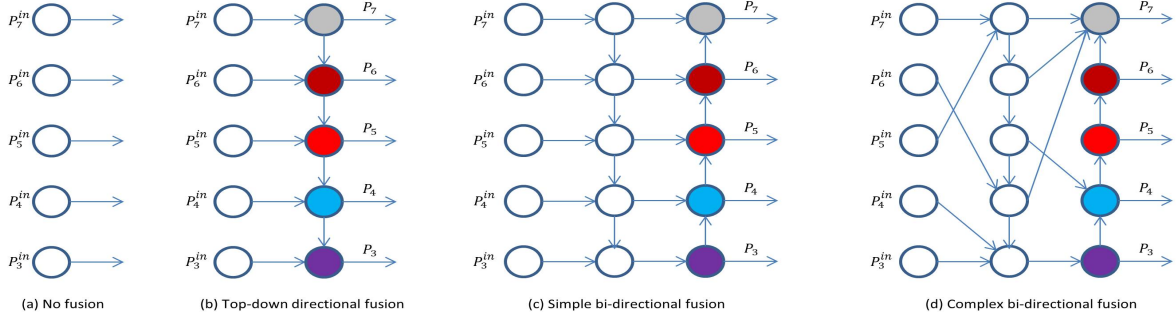 P_7^{in} P_7^{in} P_7 P_7^{in} P_7 P_7^{in} P_7
P_6^{in} P_6^{in} P_6 P_6^{in} P_6 P_6^{in} P_6
P_5^{in} P_5^{in} P_5 P_5^{in} P_5 P_5^{in} P_5
P_4^{in} P_4^{in} P_4 P_4^{in} P_4 P_4^{in} P_4
P_3^{in} P_3^{in} P_3 P_3^{in} P_3 P_3^{in} P_3
(a) No fusion (b) Top-down directional fusion (c) Simple bi-directional fusion (d) Complex bi-directional fusion